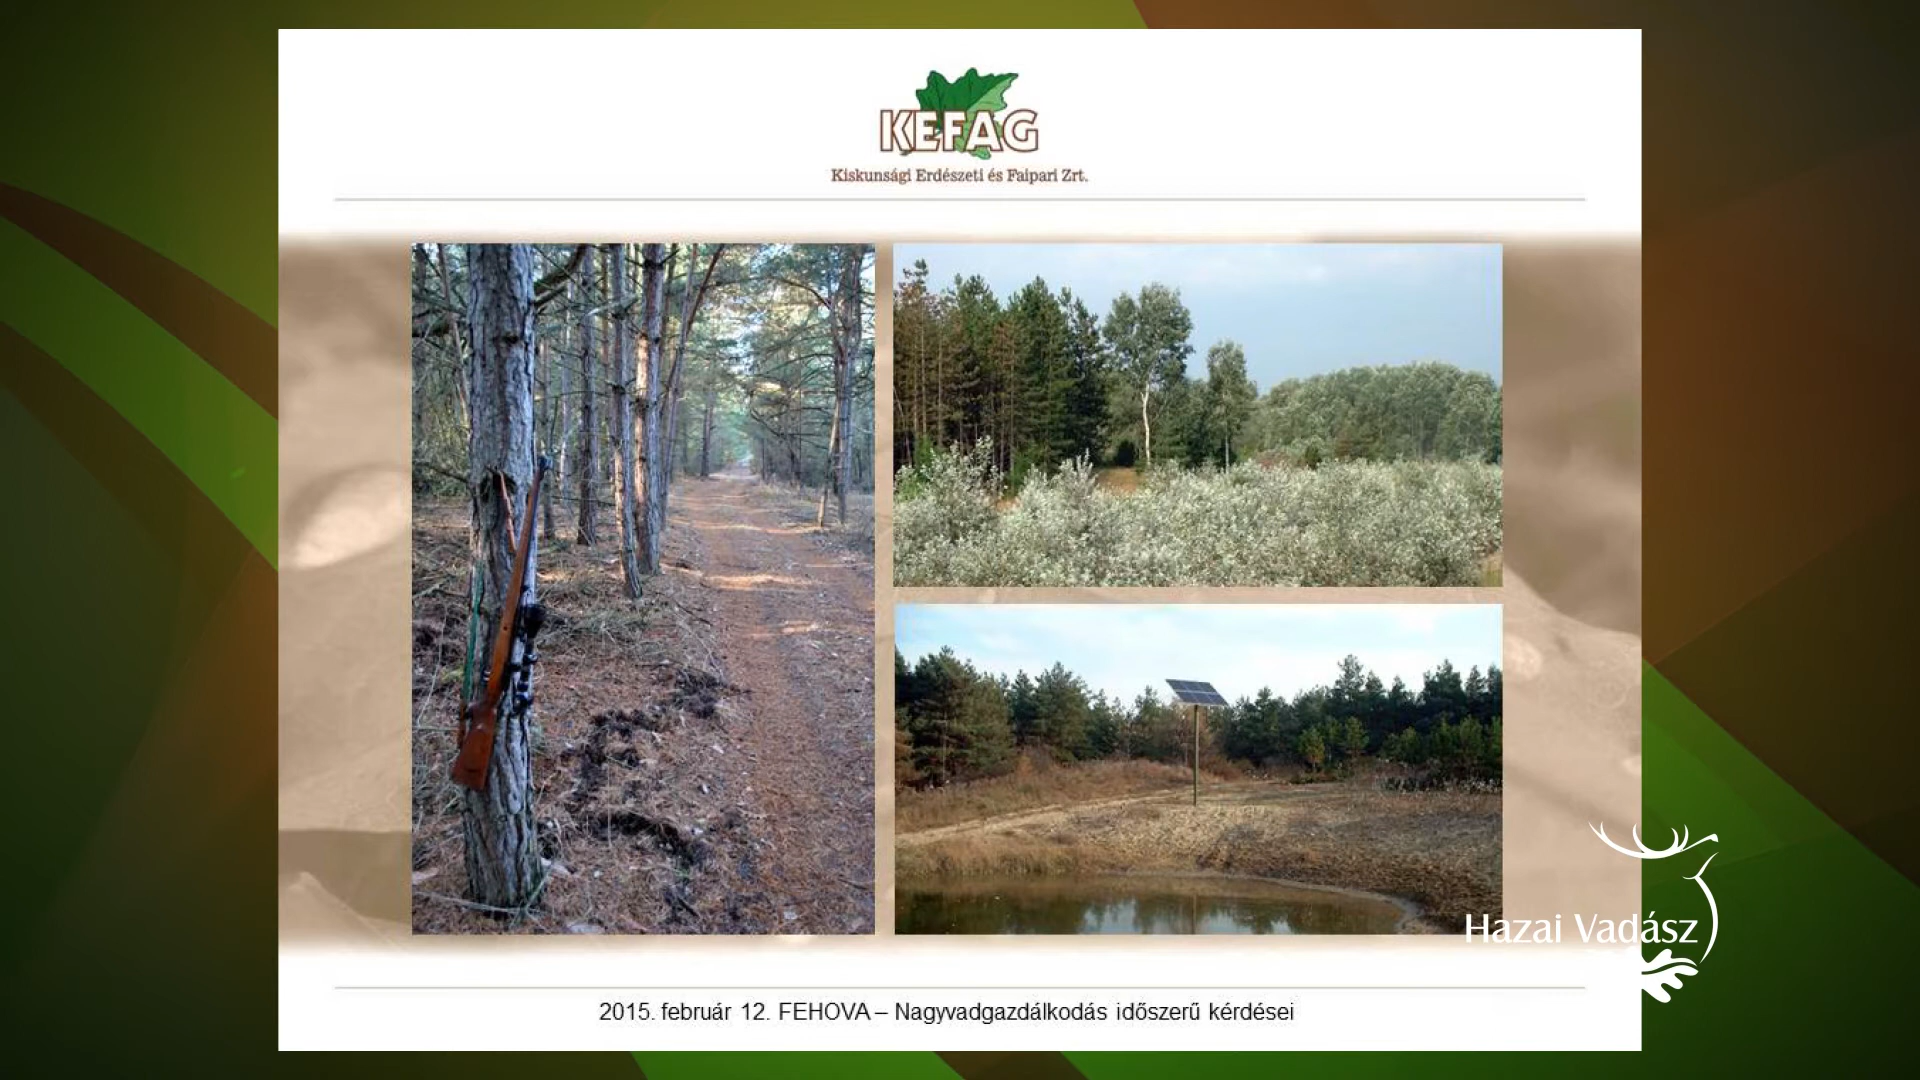 KEFAG
Kiskunsági Erdészeti és Faipari Zrt.
Hazai Vadász
2015. február 12. FEHOVA – Nagyvadgazdálkodás időszerű kérdései